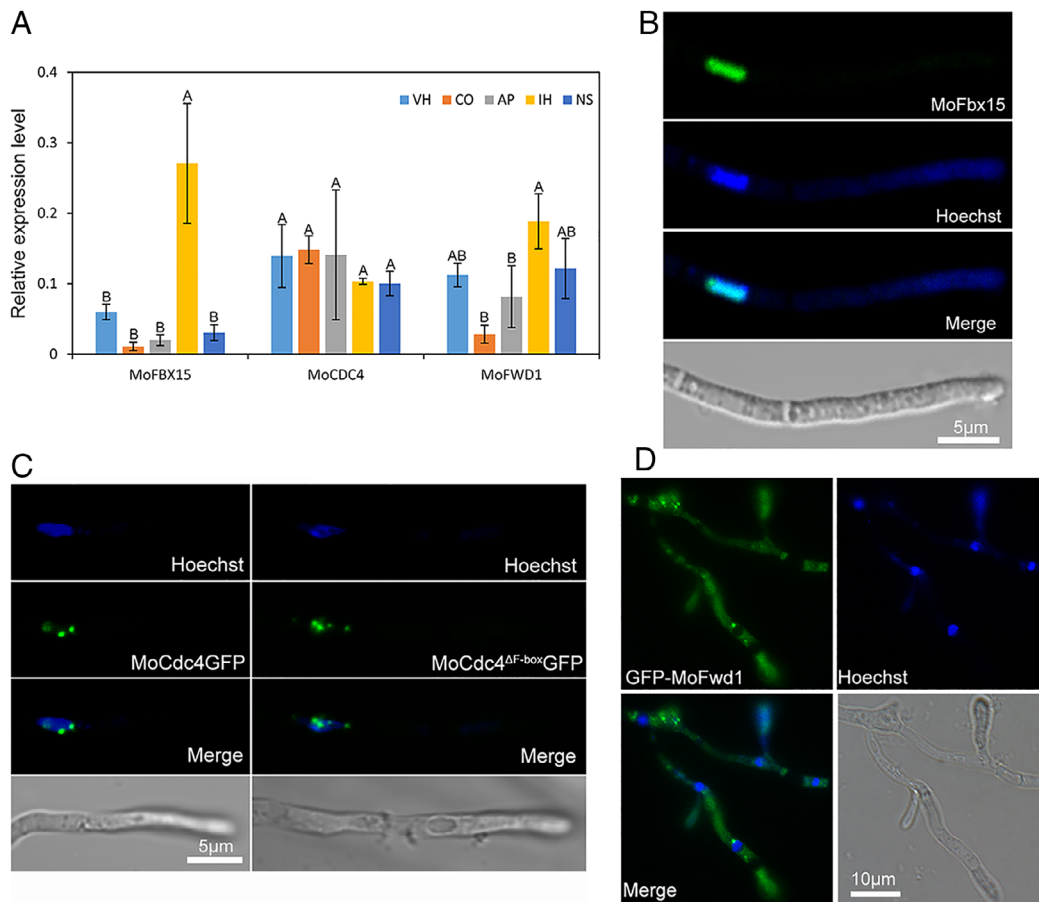 A
Relative expression level
0.4
0.3
0.2
0.1
0
VH CO AP IH NS
B B B A B
A A A A A
AB B B A AB
MoFBX15 MoCDC4 MoFWD1
B
MoFbx15
Hoechst
Merge
5μm
C
Hoechst Hoechst
MoCdc4GFP MoCdc4ΔF-boxGFP
Merge Merge
5μm
D
GFP-MoFwd1 Hoechst
Merge 10μm